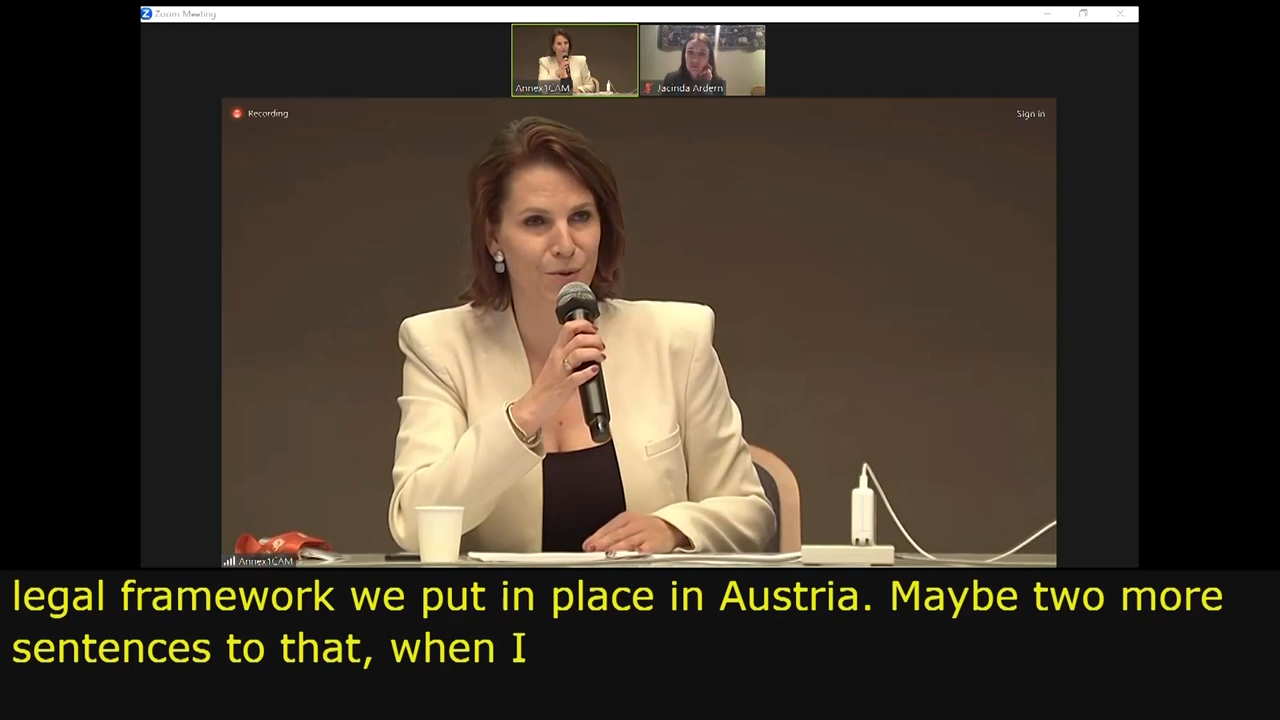 Zoom Meeting
Annex1CAM
Jacinda Ardern
Recording
Sign in
Annex1CAM
legal framework we put in place in Austria. Maybe two more
sentences to that, when I